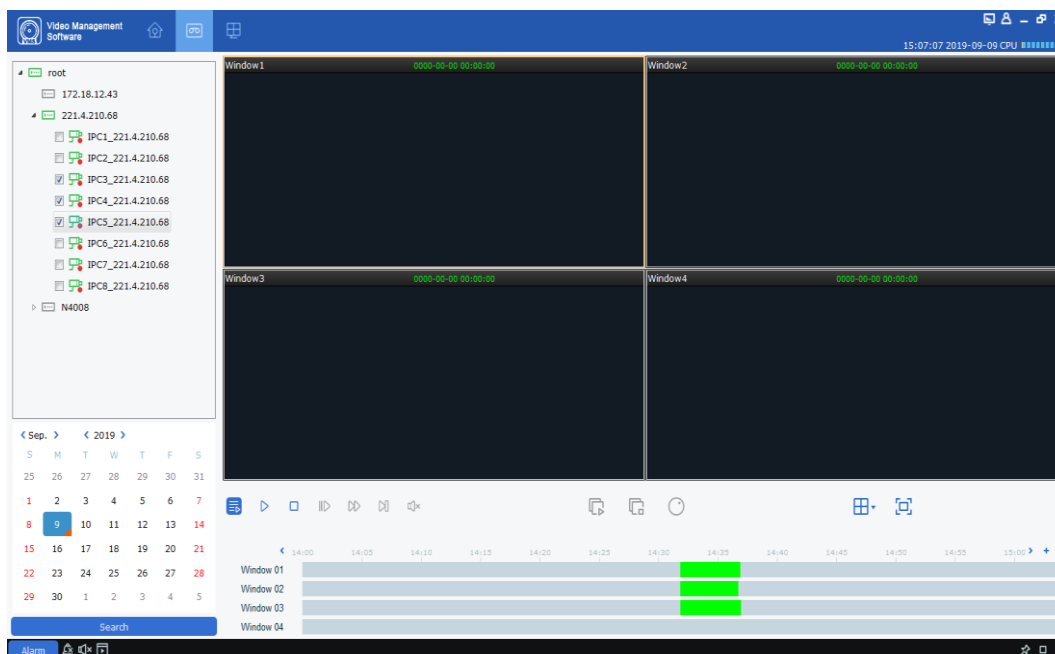 Video Management
Software
15:07:07 2019-09-09 CPU
root
172.18.12.43
221.4.210.68
IPC1_221.4.210.68
IPC2_221.4.210.68
IPC3_221.4.210.68
IPC4_221.4.210.68
IPC5_221.4.210.68
IPC6_221.4.210.68
IPC7_221.4.210.68
IPC8_221.4.210.68
N4008
Window1 0000-00-00 00:00:00
Window2 0000-00-00 00:00:00
Window3 0000-00-00 00:00:00
Window4 0000-00-00 00:00:00
Sep. 2019
S M T W T F S
25 26 27 28 29 30 31
1 2 3 4 5 6 7
8 9 10 11 12 13 14
15 16 17 18 19 20 21
22 23 24 25 26 27 28
29 30 1 2 3 4 5
Search
14:00 14:05 14:10 14:15 14:20 14:25 14:30 14:35 14:40 14:45 14:50 14:55 15:00
Window 01
Window 02
Window 03
Window 04
Alarm